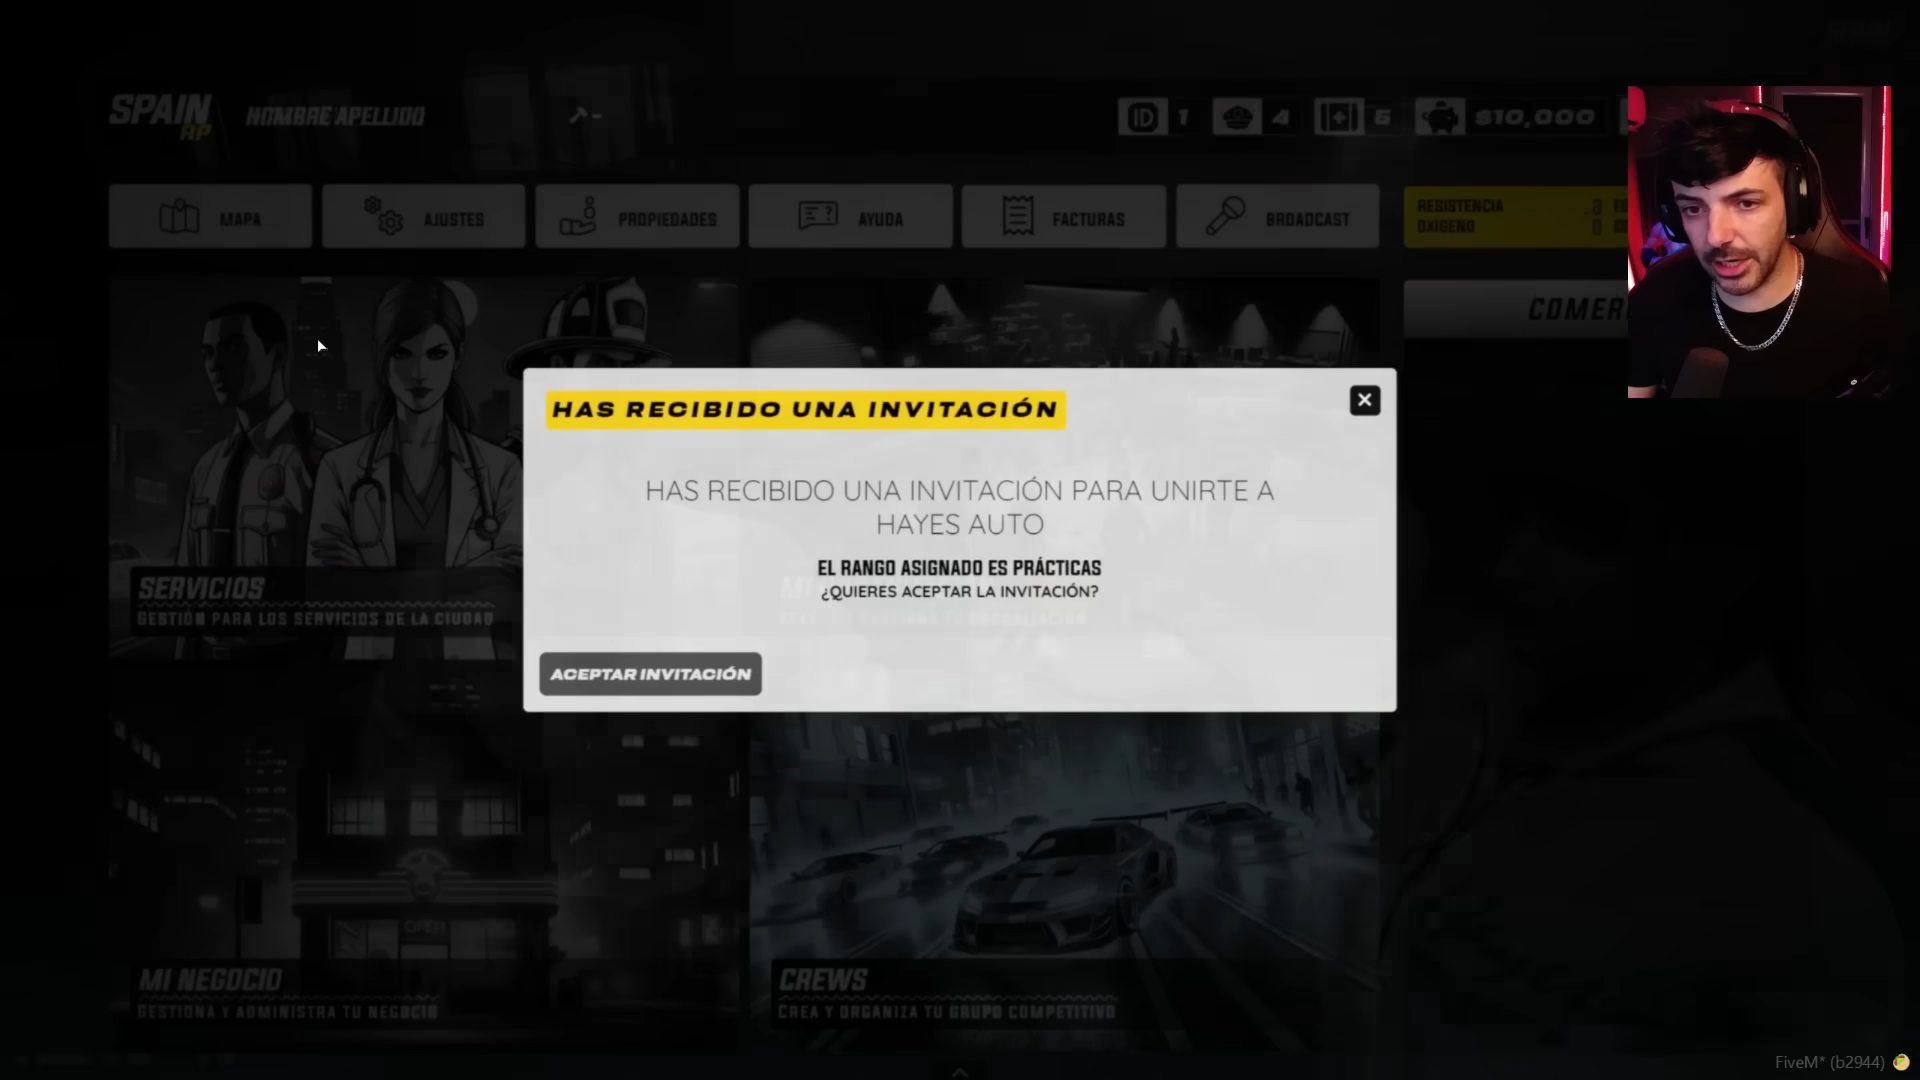 SPAIN
RP
NOMBRE APELLIDO
ID 1
4
6
$10,000
MAPA
AJUSTES
PROPIEDADES
AYUDA
FACTURAS
BROADCAST
RESISTENCIA
OXÍGENO
COMER
HAS RECIBIDO UNA INVITACIÓN
HAS RECIBIDO UNA INVITACIÓN PARA UNIRTE A
HAYES AUTO
EL RANGO ASIGNADO ES PRÁCTICAS
¿QUIERES ACEPTAR LA INVITACIÓN?
ACEPTAR INVITACIÓN
SERVICIOS
GESTIÓN PARA LOS SERVICIOS DE LA CIUDAD
OPEN
MI NEGOCIO
GESTIONA Y ADMINISTRA TU NEGOCIO
CREWS
CREA Y ORGANIZA TU GRUPO COMPETITIVO
FiveM* (b2944)